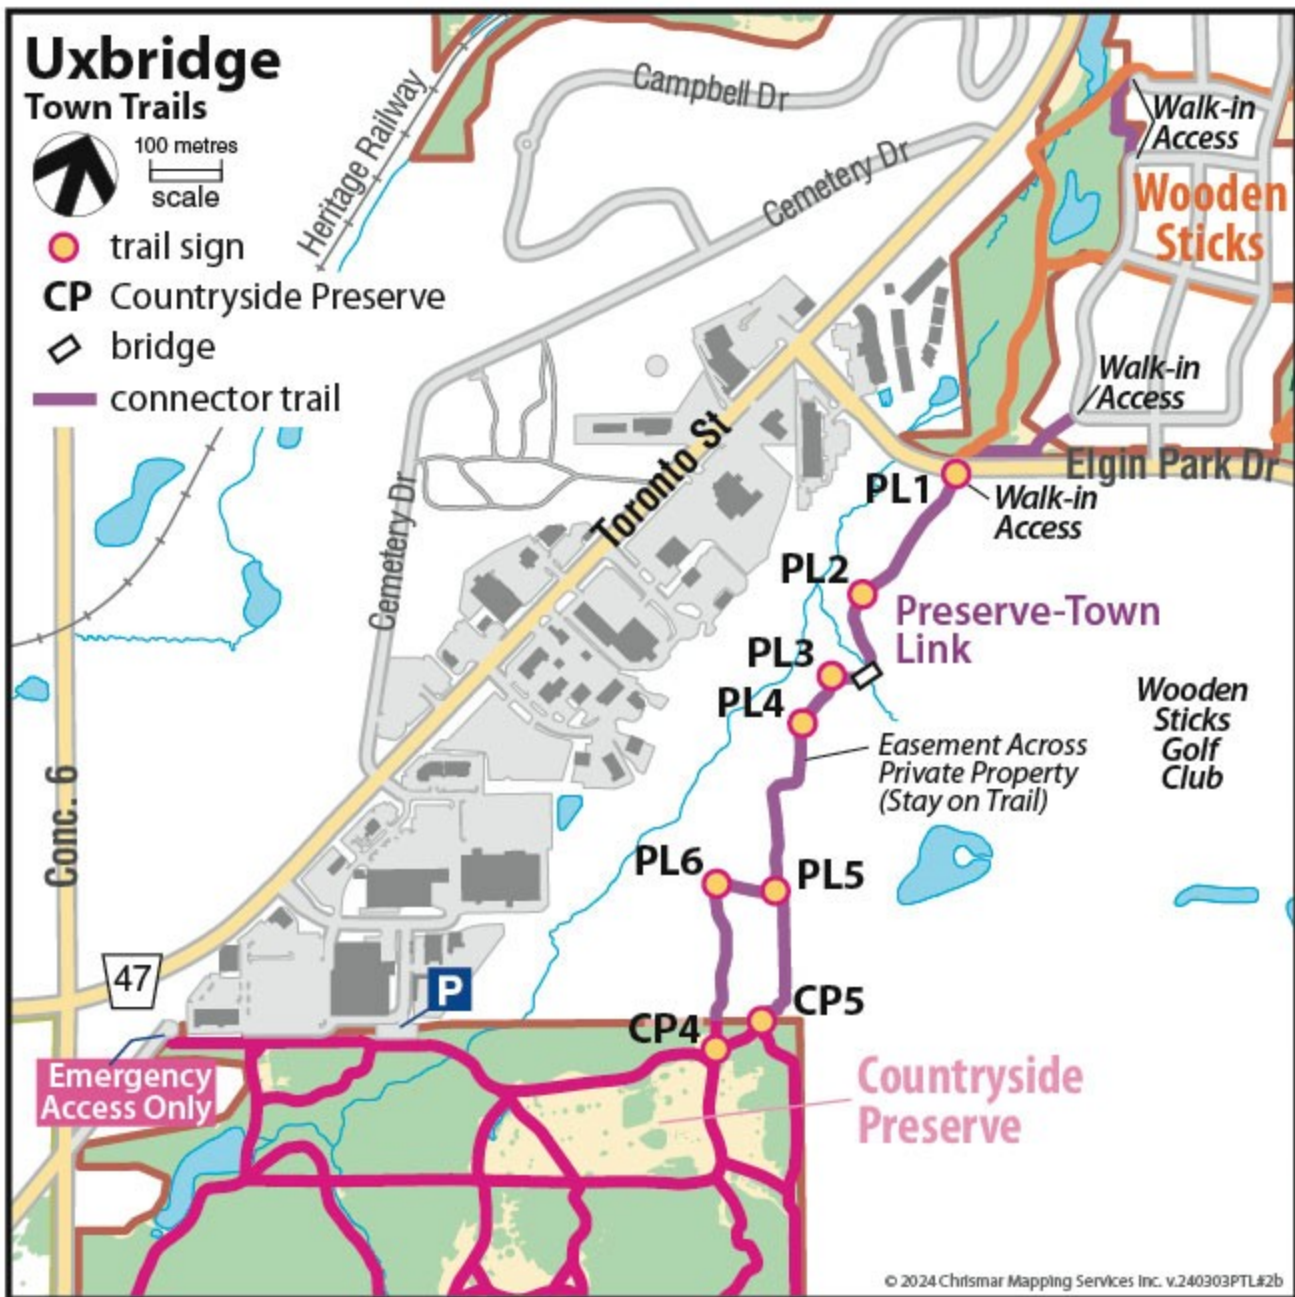 Uxbridge
Town Trails
100 metres
scale
trail sign
CP Countryside Preserve
bridge
connector trail
Heritage Railway
Campbell Dr
Cemetery Dr
Walk-in
Access
Wooden
Sticks
Walk-in
Access
Toronto St
Elgin Park Dr
PL1
Walk-in
Access
Cemetery Dr
PL2
Preserve-Town
Link
PL3
PL4
Wooden
Sticks
Golf
Club
Easement Across
Private Property
(Stay on Trail)
Conc. 6
PL6
PL5
47
P
CP5
CP4
Emergency
Access Only
Countryside
Preserve
© 2024 Chrismar Mapping Services Inc. v.240303PTL#2b